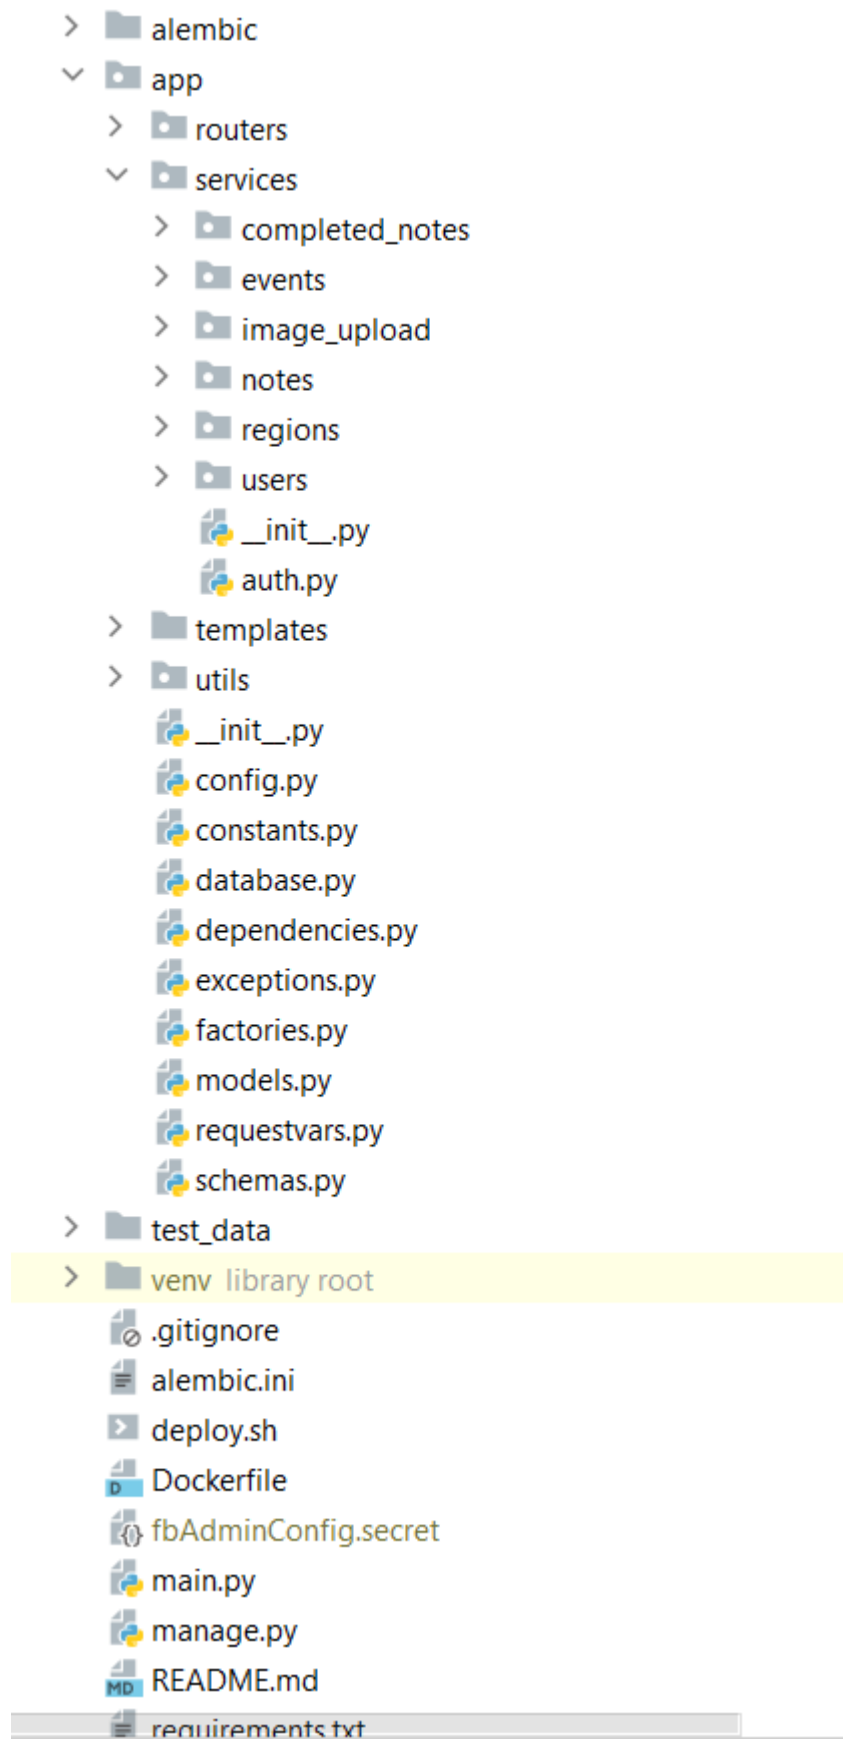 alembic
app
routers
services
completed_notes
events
image_upload
notes
regions
users
__init__.py
auth.py
templates
utils
__init__.py
config.py
constants.py
database.py
dependencies.py
exceptions.py
factories.py
models.py
requestvars.py
schemas.py
test_data
venv library root
.gitignore
alembic.ini
deploy.sh
D Dockerfile
fbAdminConfig.secret
main.py
manage.py
MD README.md
requirements.txt